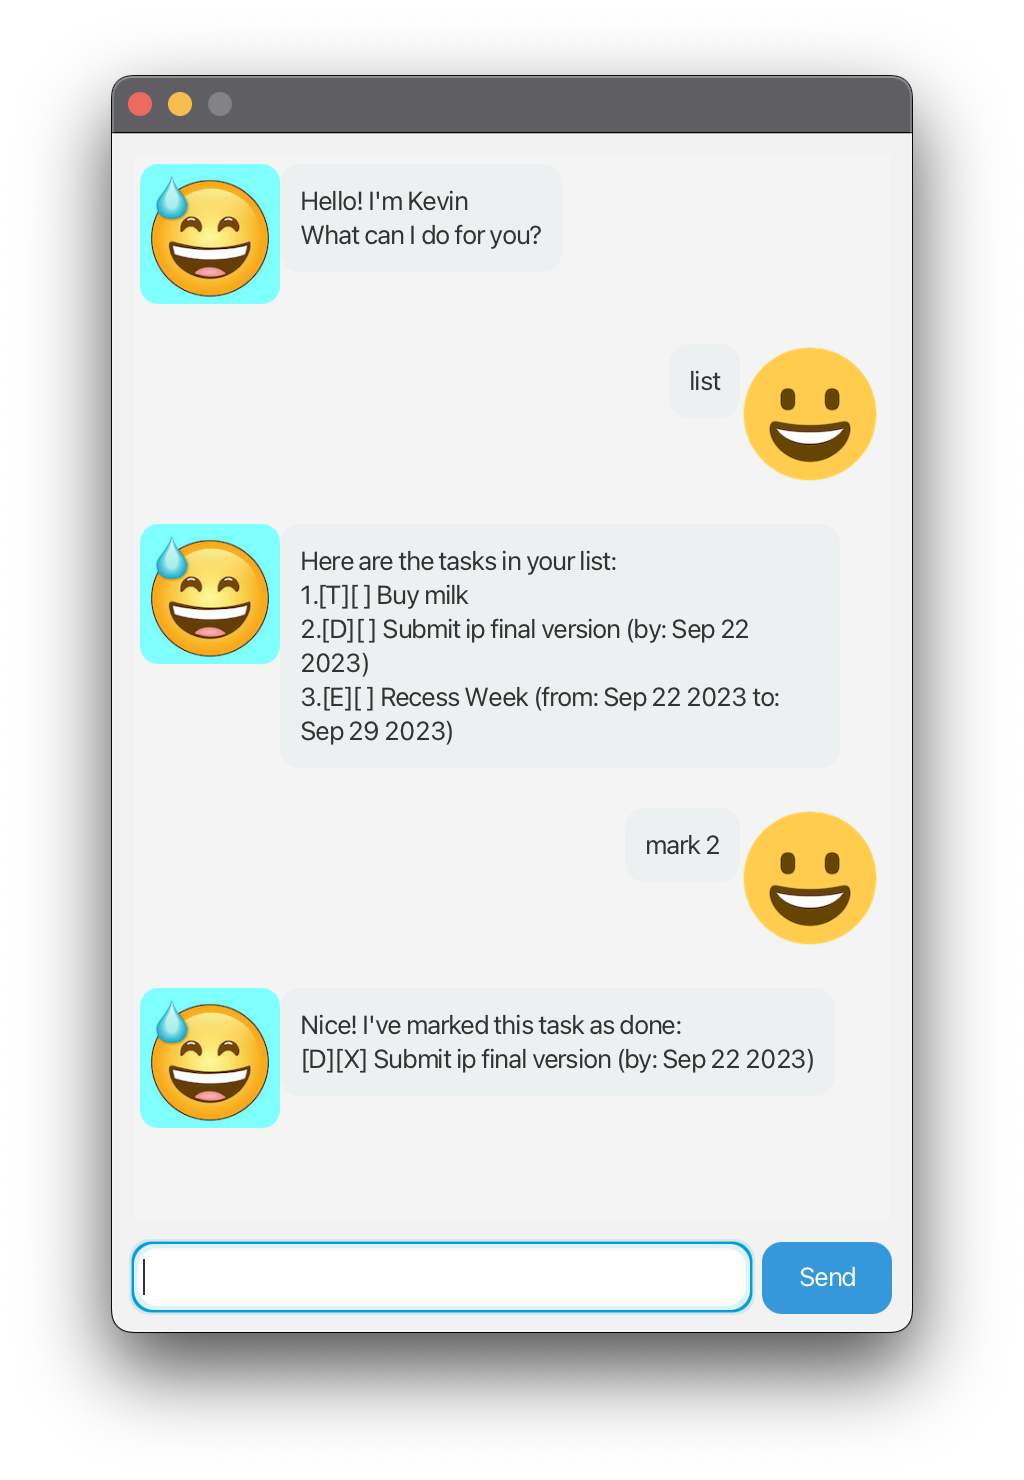 Hello! I'm Kevin
What can I do for you?
list
Here are the tasks in your list:
1.[T][ ] Buy milk
2.[D][ ] Submit ip final version (by: Sep 22
2023)
3.[E][ ] Recess Week (from: Sep 22 2023 to:
Sep 29 2023)
mark 2
Nice! I've marked this task as done:
[D][X] Submit ip final version (by: Sep 22 2023)
Send